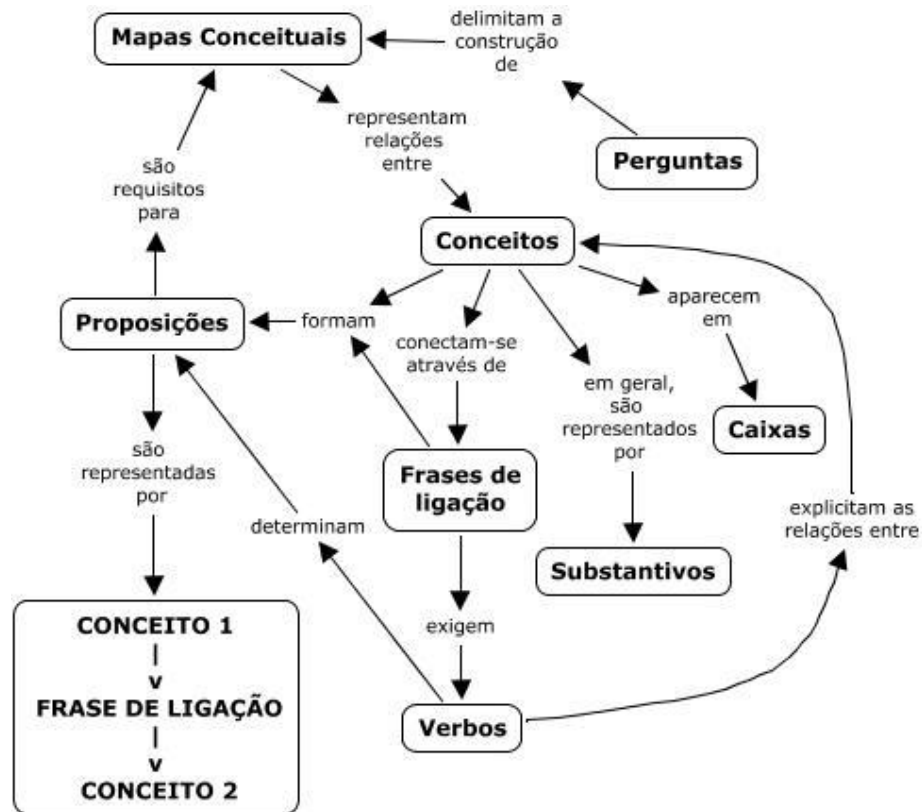 delimitam a
construção
de
Mapas Conceituais
representam
relações
entre
Perguntas
são
requisitos
para
Conceitos
Proposições
formam
conectam-se
através de
aparecem
em
em geral,
são
representados
por
Caixas
são
representadas
por
Frases de
ligação
determinam
explicitam as
relações entre
Substantivos
exigem
CONCEITO 1
|
v
FRASE DE LIGAÇÃO
|
v
CONCEITO 2
Verbos